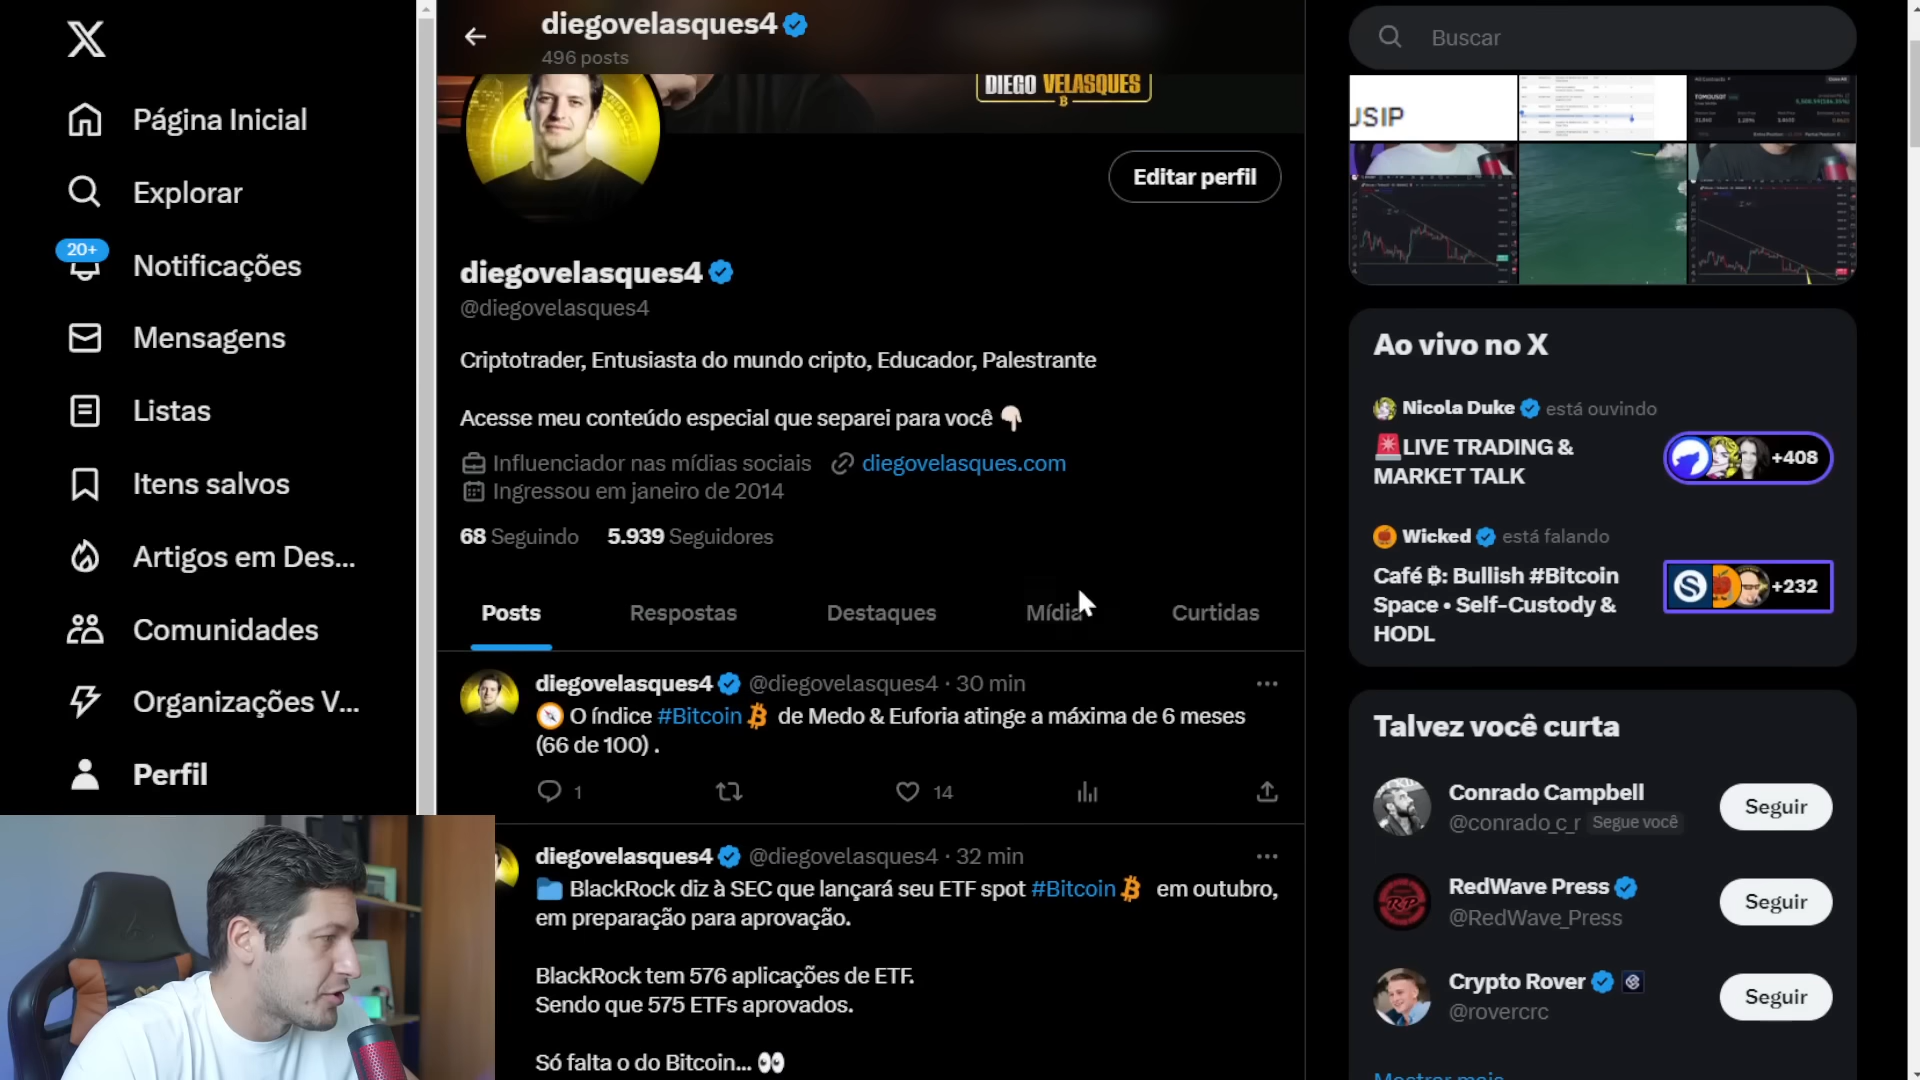 Página Inicial
Explorar
20+
Notificações
Mensagens
Listas
Itens salvos
Artigos em Des...
Comunidades
Organizações V...
Perfil
diegovelasques4
496 posts
DIEGO VELASQUES
Editar perfil
diegovelasques4
@diegovelasques4
Criptotrader, Entusiasta do mundo cripto, Educador, Palestrante
Acesse meu conteúdo especial que separei para você 👇🏻
Influenciador nas mídias sociais diegovelasques.com
Ingressou em janeiro de 2014
68 Seguindo 5.939 Seguidores
Posts Respostas Destaques Mídia Curtidas
diegovelasques4 @diegovelasques4 · 30 min
🧭 O índice #Bitcoin de Medo & Euforia atinge a máxima de 6 meses
(66 de 100) .
1 14
diegovelasques4 @diegovelasques4 · 32 min
📁 BlackRock diz à SEC que lançará seu ETF spot #Bitcoin em outubro,
em preparação para aprovação.
BlackRock tem 576 aplicações de ETF.
Sendo que 575 ETFs aprovados.
Só falta o do Bitcoin... 👀
Buscar
USIP
Ao vivo no X
Nicola Duke está ouvindo
🚨LIVE TRADING &
MARKET TALK
+408
Wicked está falando
Café ₿: Bullish #Bitcoin
Space • Self-Custody &
HODL
+232
Talvez você curta
Conrado Campbell
@conrado_c_r Segue você
Seguir
RedWave Press
@RedWave_Press
Seguir
Crypto Rover
@rovercrc
Seguir
Mostrar mais